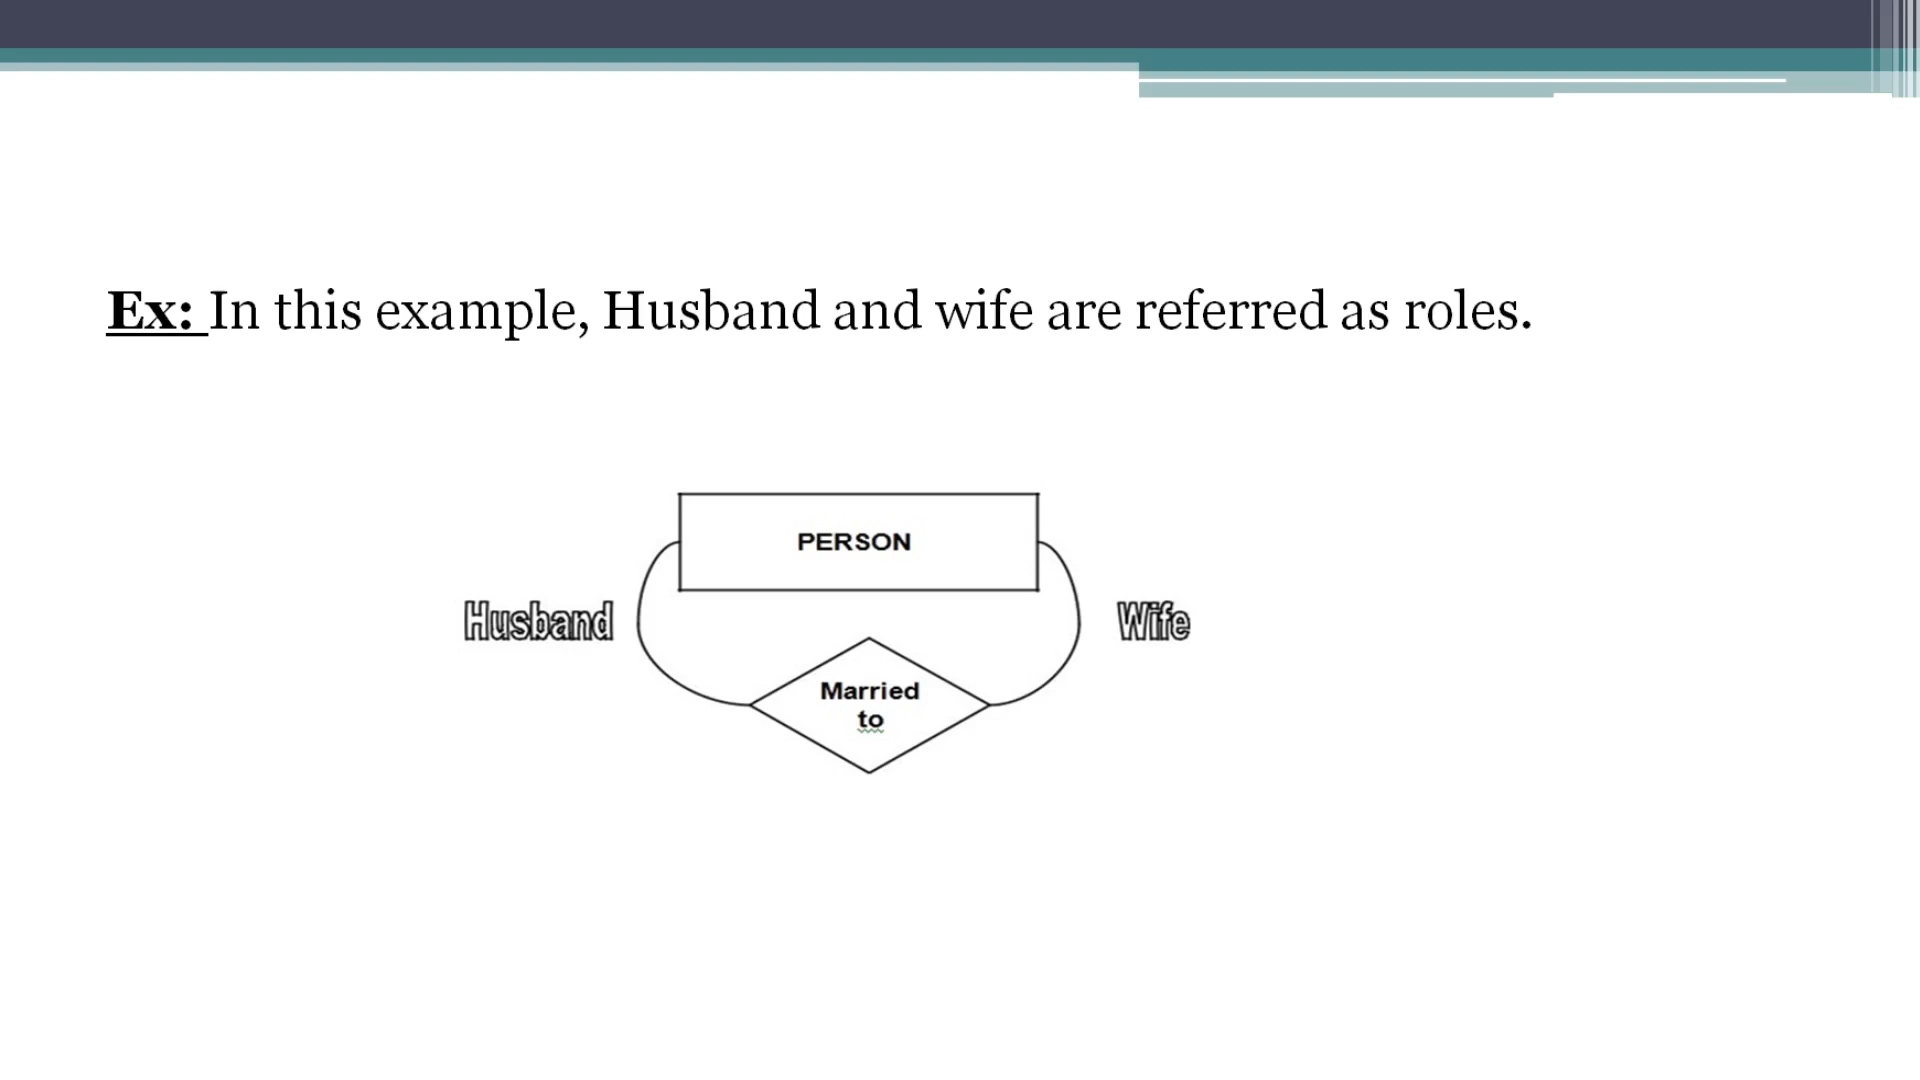 Ex: In this example, Husband and wife are referred as roles.
PERSON
Husband
Wife
Married
to